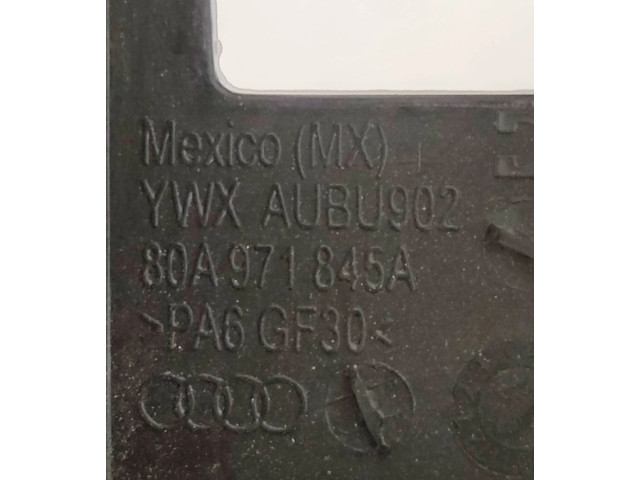 Mexico (MX)
YWX AUBU902
80A 971 845A
>PA6 GF30<